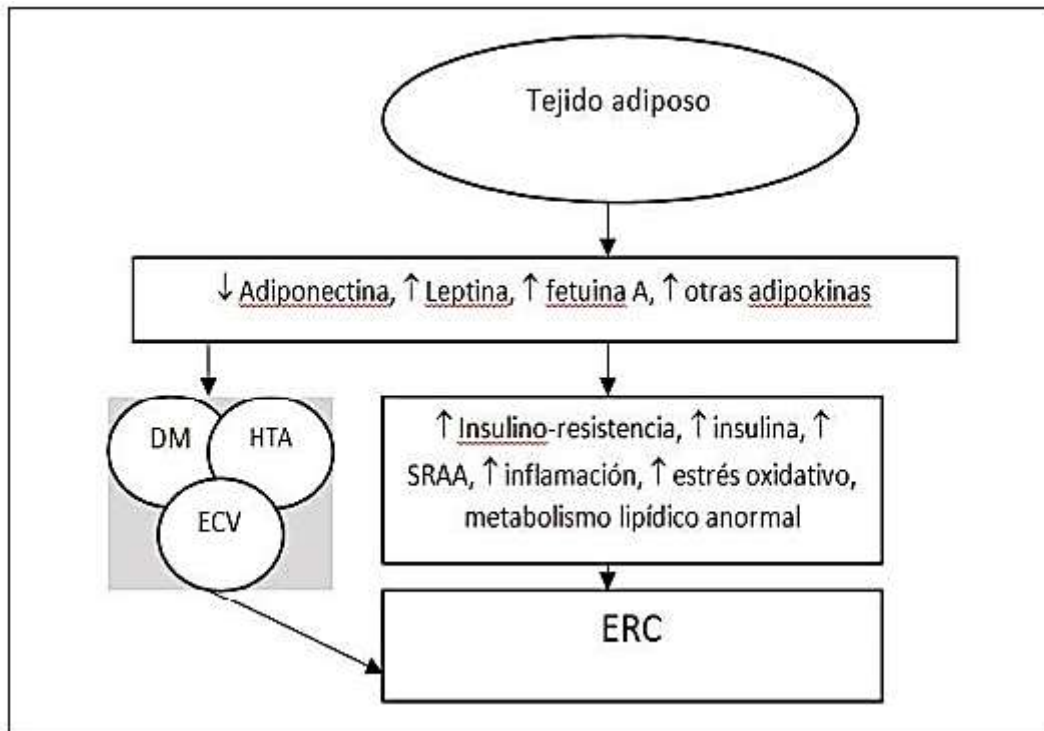 Tejido adiposo
↓ Adiponectina, ↑ Leptina, ↑ fetuina A, ↑ otras adipokinas
DM
HTA
ECV
↑ Insulino-resistencia, ↑ insulina, ↑
SRAA, ↑ inflamación, ↑ estrés oxidativo,
metabolismo lipídico anormal
ERC